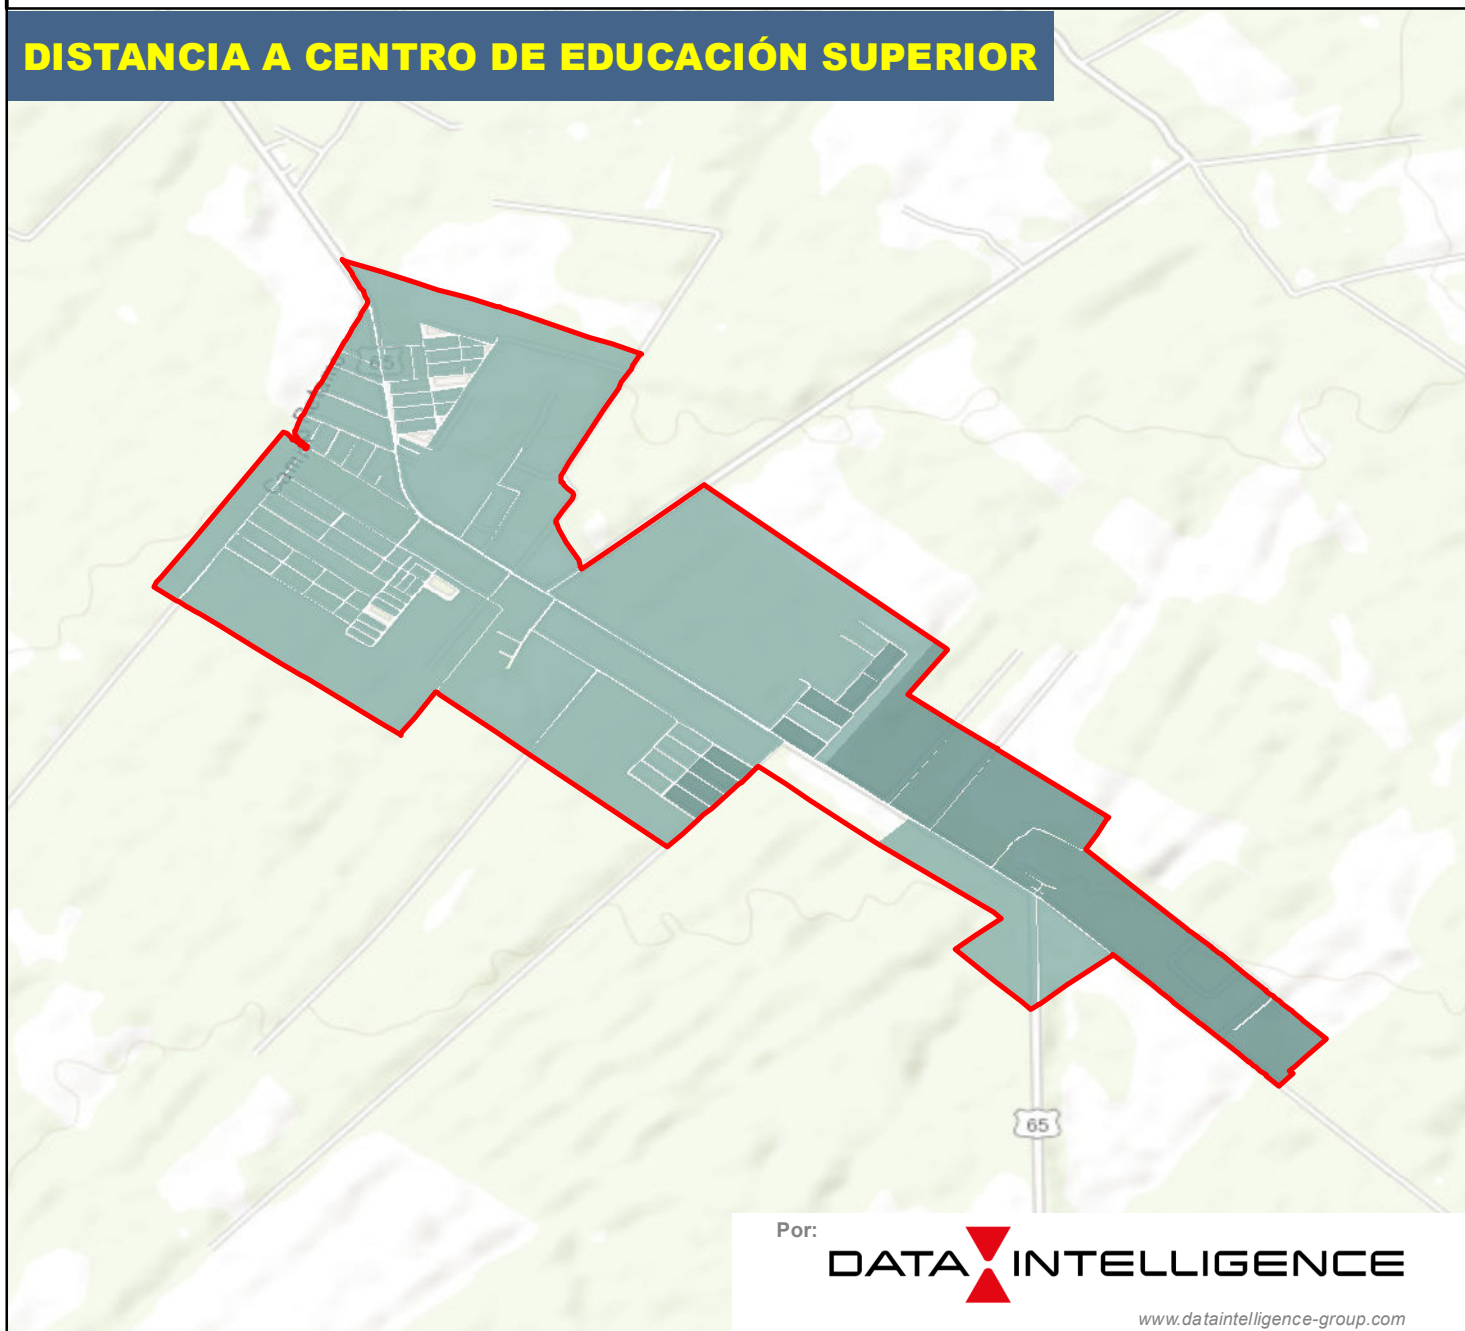 DISTANCIA A CENTRO DE EDUCACIÓN SUPERIOR
65
65
Por:
DATA INTELLIGENCE
www.dataintelligence-group.com